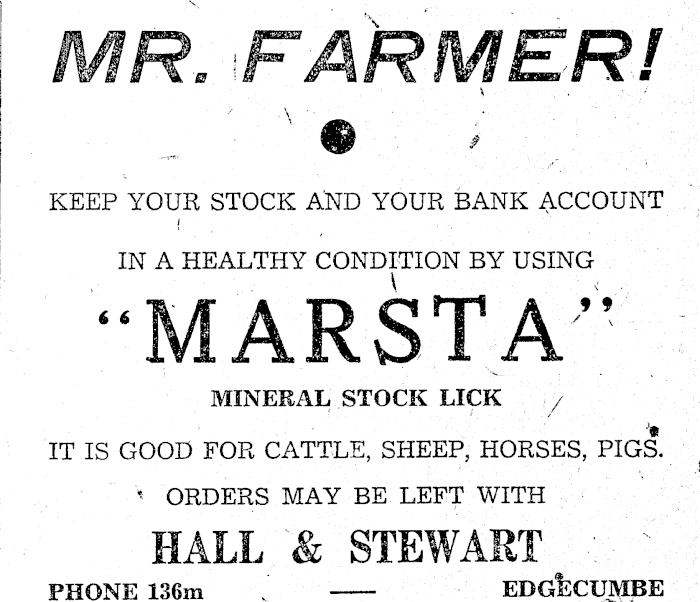 MR. FARMER!
KEEP YOUR STOCK AND YOUR BANK ACCOUNT
IN A HEALTHY CONDITION BY USING
“MARSTA”
MINERAL STOCK LICK
IT IS GOOD FOR CATTLE, SHEEP, HORSES, PIGS.
ORDERS MAY BE LEFT WITH
HALL & STEWART
PHONE 136m — EDGECUMBE